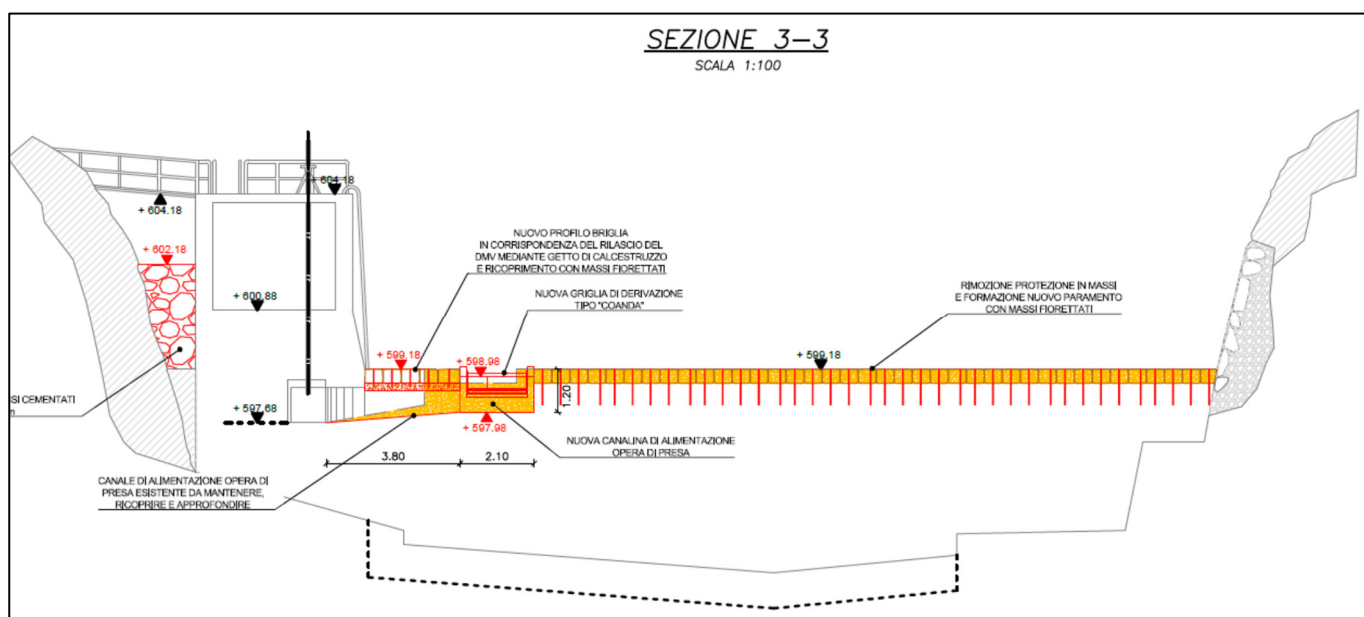 SEZIONE 3-3
SCALA 1:100
+ 604.18
+ 604.18
+ 602.18
NUOVO PROFILO BRIGLIA
IN CORRISPONDENZA DEL RILASCIO DEL
DMV MEDIANTE GETTO DI CALCESTRUZZO
E RICOPRIMENTO CON MASSI FIORETTATI
NUOVA GRIGLIA DI DERIVAZIONE
TIPO "COANDA"
RIMOZIONE PROTEZIONE IN MASSI
E FORMAZIONE NUOVO PARAMENTO
CON MASSI FIORETTATI
+ 600.88
+ 599.18
+ 598.98
+ 599.18
1.20
SI CEMENTATI
+ 597.68
+ 597.98
NUOVA CANALINA DI ALIMENTAZIONE
OPERA DI PRESA
3.80
2.10
CANALE DI ALIMENTAZIONE OPERA DI
PRESA ESISTENTE DA MANTENERE,
RICOPRIRE E APPROFONDIRE